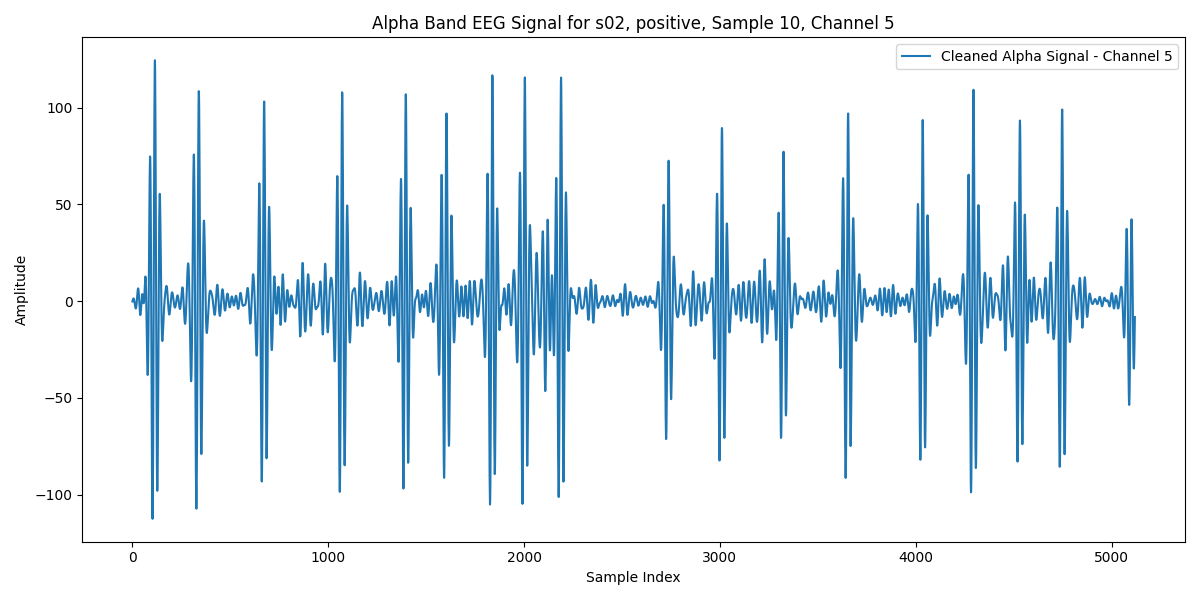 Alpha Band EEG Signal for s02, positive, Sample 10, Channel 5
Cleaned Alpha Signal - Channel 5
Amplitude
100
50
0
−50
−100
0 1000 2000 3000 4000 5000
Sample Index